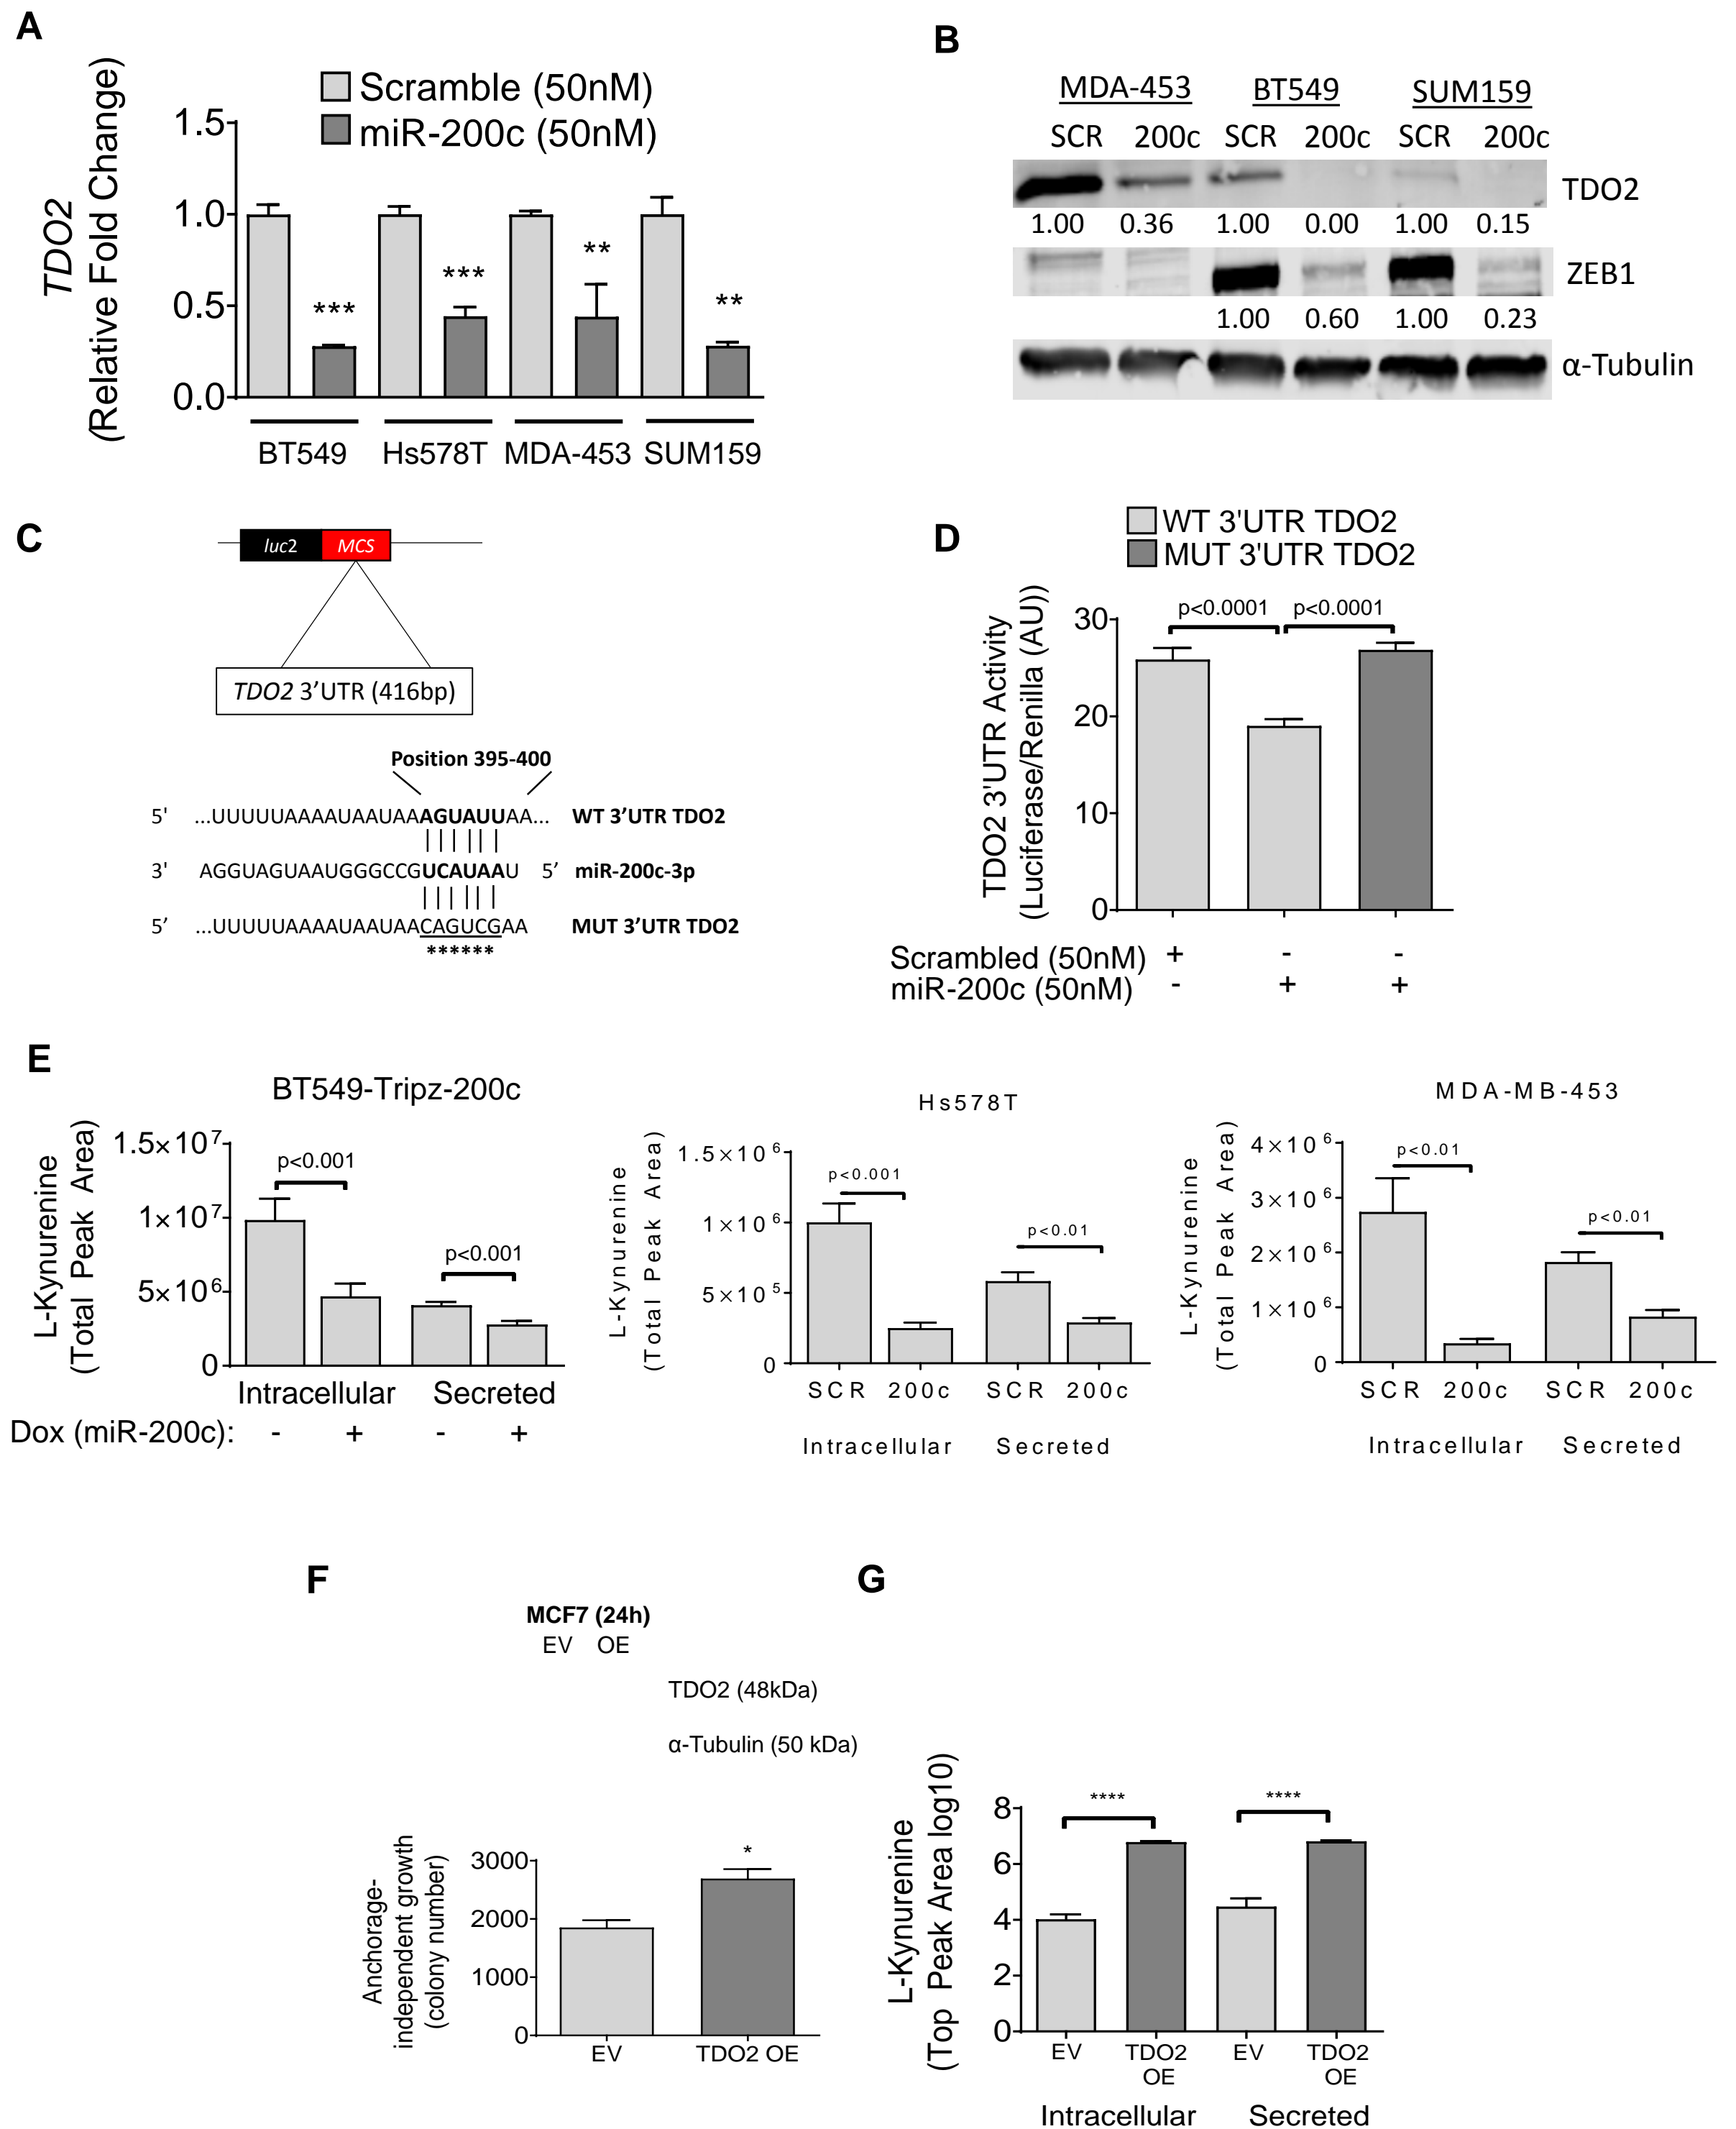 A
Scramble (50nM)
miR-200c (50nM)
TDO2
(Relative Fold Change)
1.5
1.0
0.5
0.0
*** *** ** **
BT549 Hs578T MDA-453 SUM159
B
MDA-453 BT549 SUM159
SCR 200c SCR 200c SCR 200c
TDO2
1.00 0.36 1.00 0.00 1.00 0.15
ZEB1
1.00 0.60 1.00 0.23
α-Tubulin
C
luc2 MCS
TDO2 3’UTR (416bp)
Position 395-400
5' ...UUUUUAAAAUAAUAAAGUAUUAA... WT 3’UTR TDO2
3' AGGUAGUAAUGGGCCGUCAUAAU 5’ miR-200c-3p
5’ ...UUUUUAAAAUAAUAACAGUCGAA MUT 3’UTR TDO2
******
D
WT 3'UTR TDO2
MUT 3'UTR TDO2
TDO2 3'UTR Activity
(Luciferase/Renilla (AU))
p<0.0001 p<0.0001
30
20
10
0
Scrambled (50nM) + - -
miR-200c (50nM) - + +
E
BT549-Tripz-200c
L-Kynurenine
(Total Peak Area)
1.5×10⁷
1×10⁷
5×10⁶
0
p<0.001
p<0.001
Intracellular Secreted
Dox (miR-200c): - + - +
Hs578T
L-Kynurenine
(Total Peak Area)
1.5×10⁶
1×10⁶
5×10⁵
0
p<0.001
p<0.01
SCR 200c SCR 200c
Intracellular Secreted
MDA-MB-453
L-Kynurenine
(Total Peak Area)
4×10⁶
3×10⁶
2×10⁶
1×10⁶
0
p<0.01
p<0.01
SCR 200c SCR 200c
Intracellular Secreted
F
MCF7 (24h)
EV OE
TDO2 (48kDa)
α-Tubulin (50 kDa)
Anchorage-
independent growth
(colony number)
3000
2000
1000
0
*
EV TDO2 OE
G
L-Kynurenine
(Top Peak Area log10)
8
6
4
2
0
**** ****
EV TDO2 EV TDO2
OE OE
Intracellular Secreted